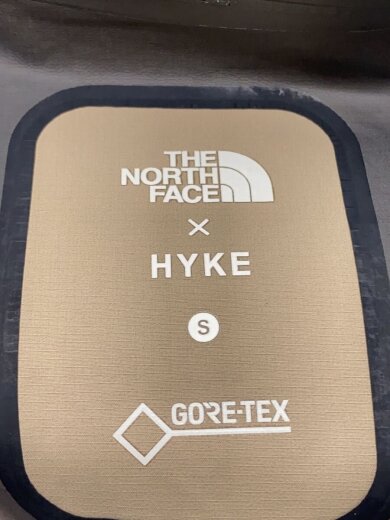 THE
NORTH
FACE
×
HYKE
S
GORE-TEX